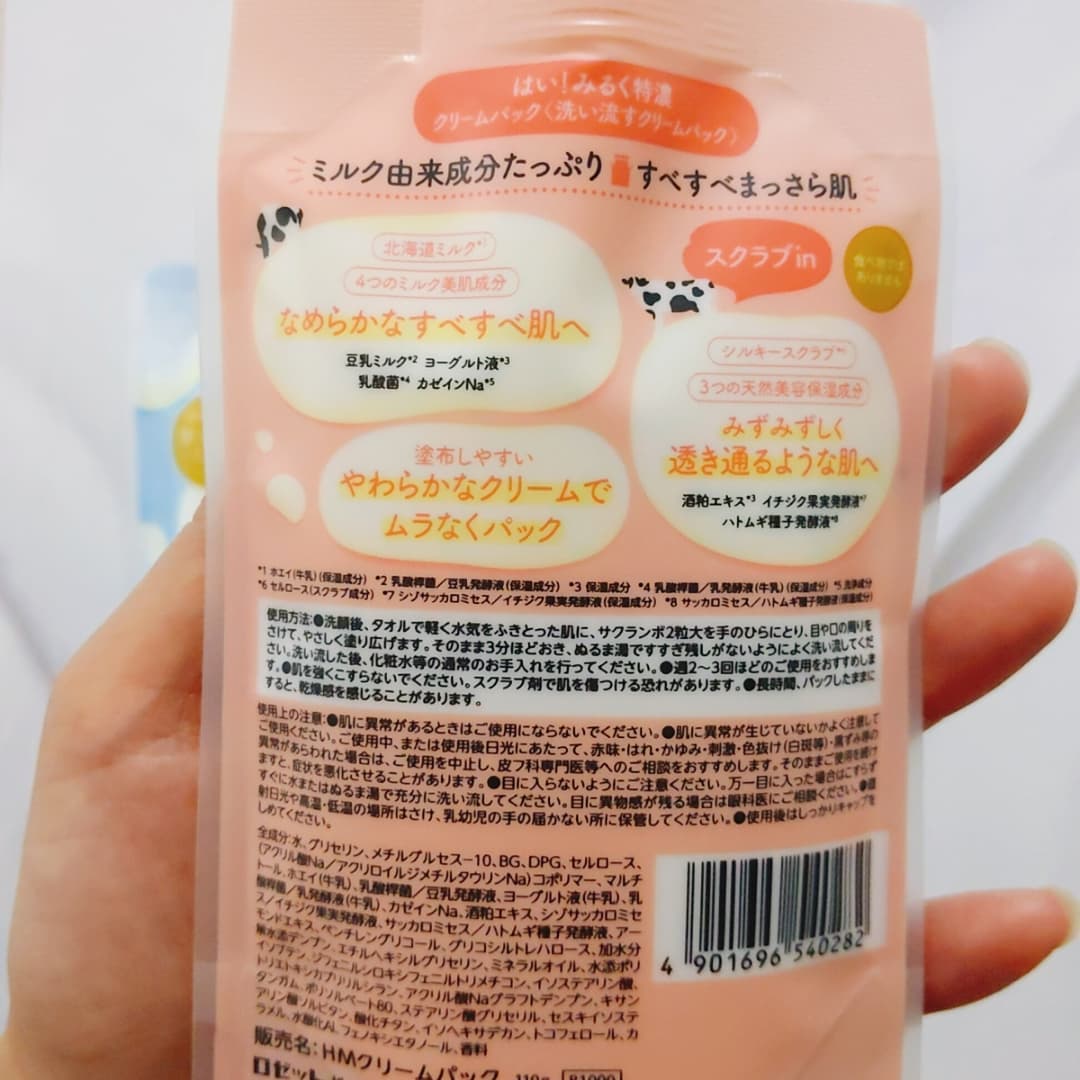 はい!みるく特濃
クリームパック〈洗い流すクリームパック〉
ミルク由来成分たっぷり すべすべまっさら肌
北海道ミルク*¹
4つのミルク美肌成分
なめらかなすべすべ肌へ
豆乳ミルク*² ヨーグルト液*³
乳酸菌*⁴ カゼインNa*⁵
スクラブin
食べ物では
ありません
シルキースクラブ*⁶
3つの天然美容保湿成分
みずみずしく
透き通るような肌へ
酒粕エキス*³ イチジク果実発酵液*⁷
ハトムギ種子発酵液*⁸
塗布しやすい
やわらかなクリームで
ムラなくパック
*1 ホエイ(牛乳)(保湿成分) *2 乳酸桿菌/豆乳発酵液(保湿成分) *3 保湿成分 *4 乳酸桿菌/乳発酵液(牛乳)(保湿成分) *5 洗浄成分
*6 セルロース(スクラブ成分) *7 シゾサッカロミセス/イチジク果実発酵液(保湿成分) *8 サッカロミセス/ハトムギ種子発酵液(保湿成分)
使用方法:●洗顔後、タオルで軽く水気をふきとった肌に、サクランボ2粒大を手のひらにとり、目や口の周りを
さけて、やさしく塗り広げます。そのまま3分ほどおき、ぬるま湯ですすぎ残しがないようによく洗い流してくだ
さい。洗い流した後、化粧水等の通常のお手入れを行ってください。●週2～3回ほどのご使用をおすすめしま
す。●肌を強くこすらないでください。スクラブ剤で肌を傷つける恐れがあります。●長時間、パックしたままに
すると、乾燥感を感じることがあります。
使用上の注意:●肌に異常があるときはご使用にならないでください。●肌に異常が生じていないかよく注意して
ご使用ください。ご使用中、または使用後日光にあたって、赤味・はれ・かゆみ・刺激・色抜け(白斑等)・黒ずみ等の
異常があらわれた場合は、ご使用を中止し、皮フ科専門医等へのご相談をおすすめします。そのままご使用を続け
ますと、症状を悪化させることがあります。●目に入らないようにご注意ください。万一目に入った場合はこすらず
すぐに水またはぬるま湯で充分に洗い流してください。目に異物感が残る場合は眼科医にご相談ください。●直
射日光や高温・低温の場所はさけ、乳幼児の手の届かない所に保管してください。●使用後はしっかりキャップを
しめてください。
全成分:水、グリセリン、メチルグルセス-10、BG、DPG、セルロース、
(アクリル酸Na/アクリロイルジメチルタウリンNa)コポリマー、マルチ
トール、ホエイ(牛乳)、乳酸桿菌/豆乳発酵液、ヨーグルト液(牛乳)、乳
酸桿菌/乳発酵液(牛乳)、カゼインNa、酒粕エキス、シゾサッカロミセ
ス/イチジク果実発酵液、サッカロミセス/ハトムギ種子発酵液、アー
モンドエキス、ペンチレングリコール、グリコシルトレハロース、加水分
解水添デンプン、エチルヘキシルグリセリン、ミネラルオイル、水添ポリ
イソブテン、ジフェニルシロキシフェニルトリメチコン、イソステアリン酸、
トリエトキシカプリリルシラン、アクリル酸Naグラフトデンプン、キサン
タンガム、ポリソルベート80、ステアリン酸グリセリル、セスキイソステ
アリン酸ソルビタン、酸化チタン、イソヘキサデカン、トコフェロール、カ
ラメル、水酸化Al、フェノキシエタノール、香料
4 901696 540282
販売名:HMクリームパック 110g
ロゼット